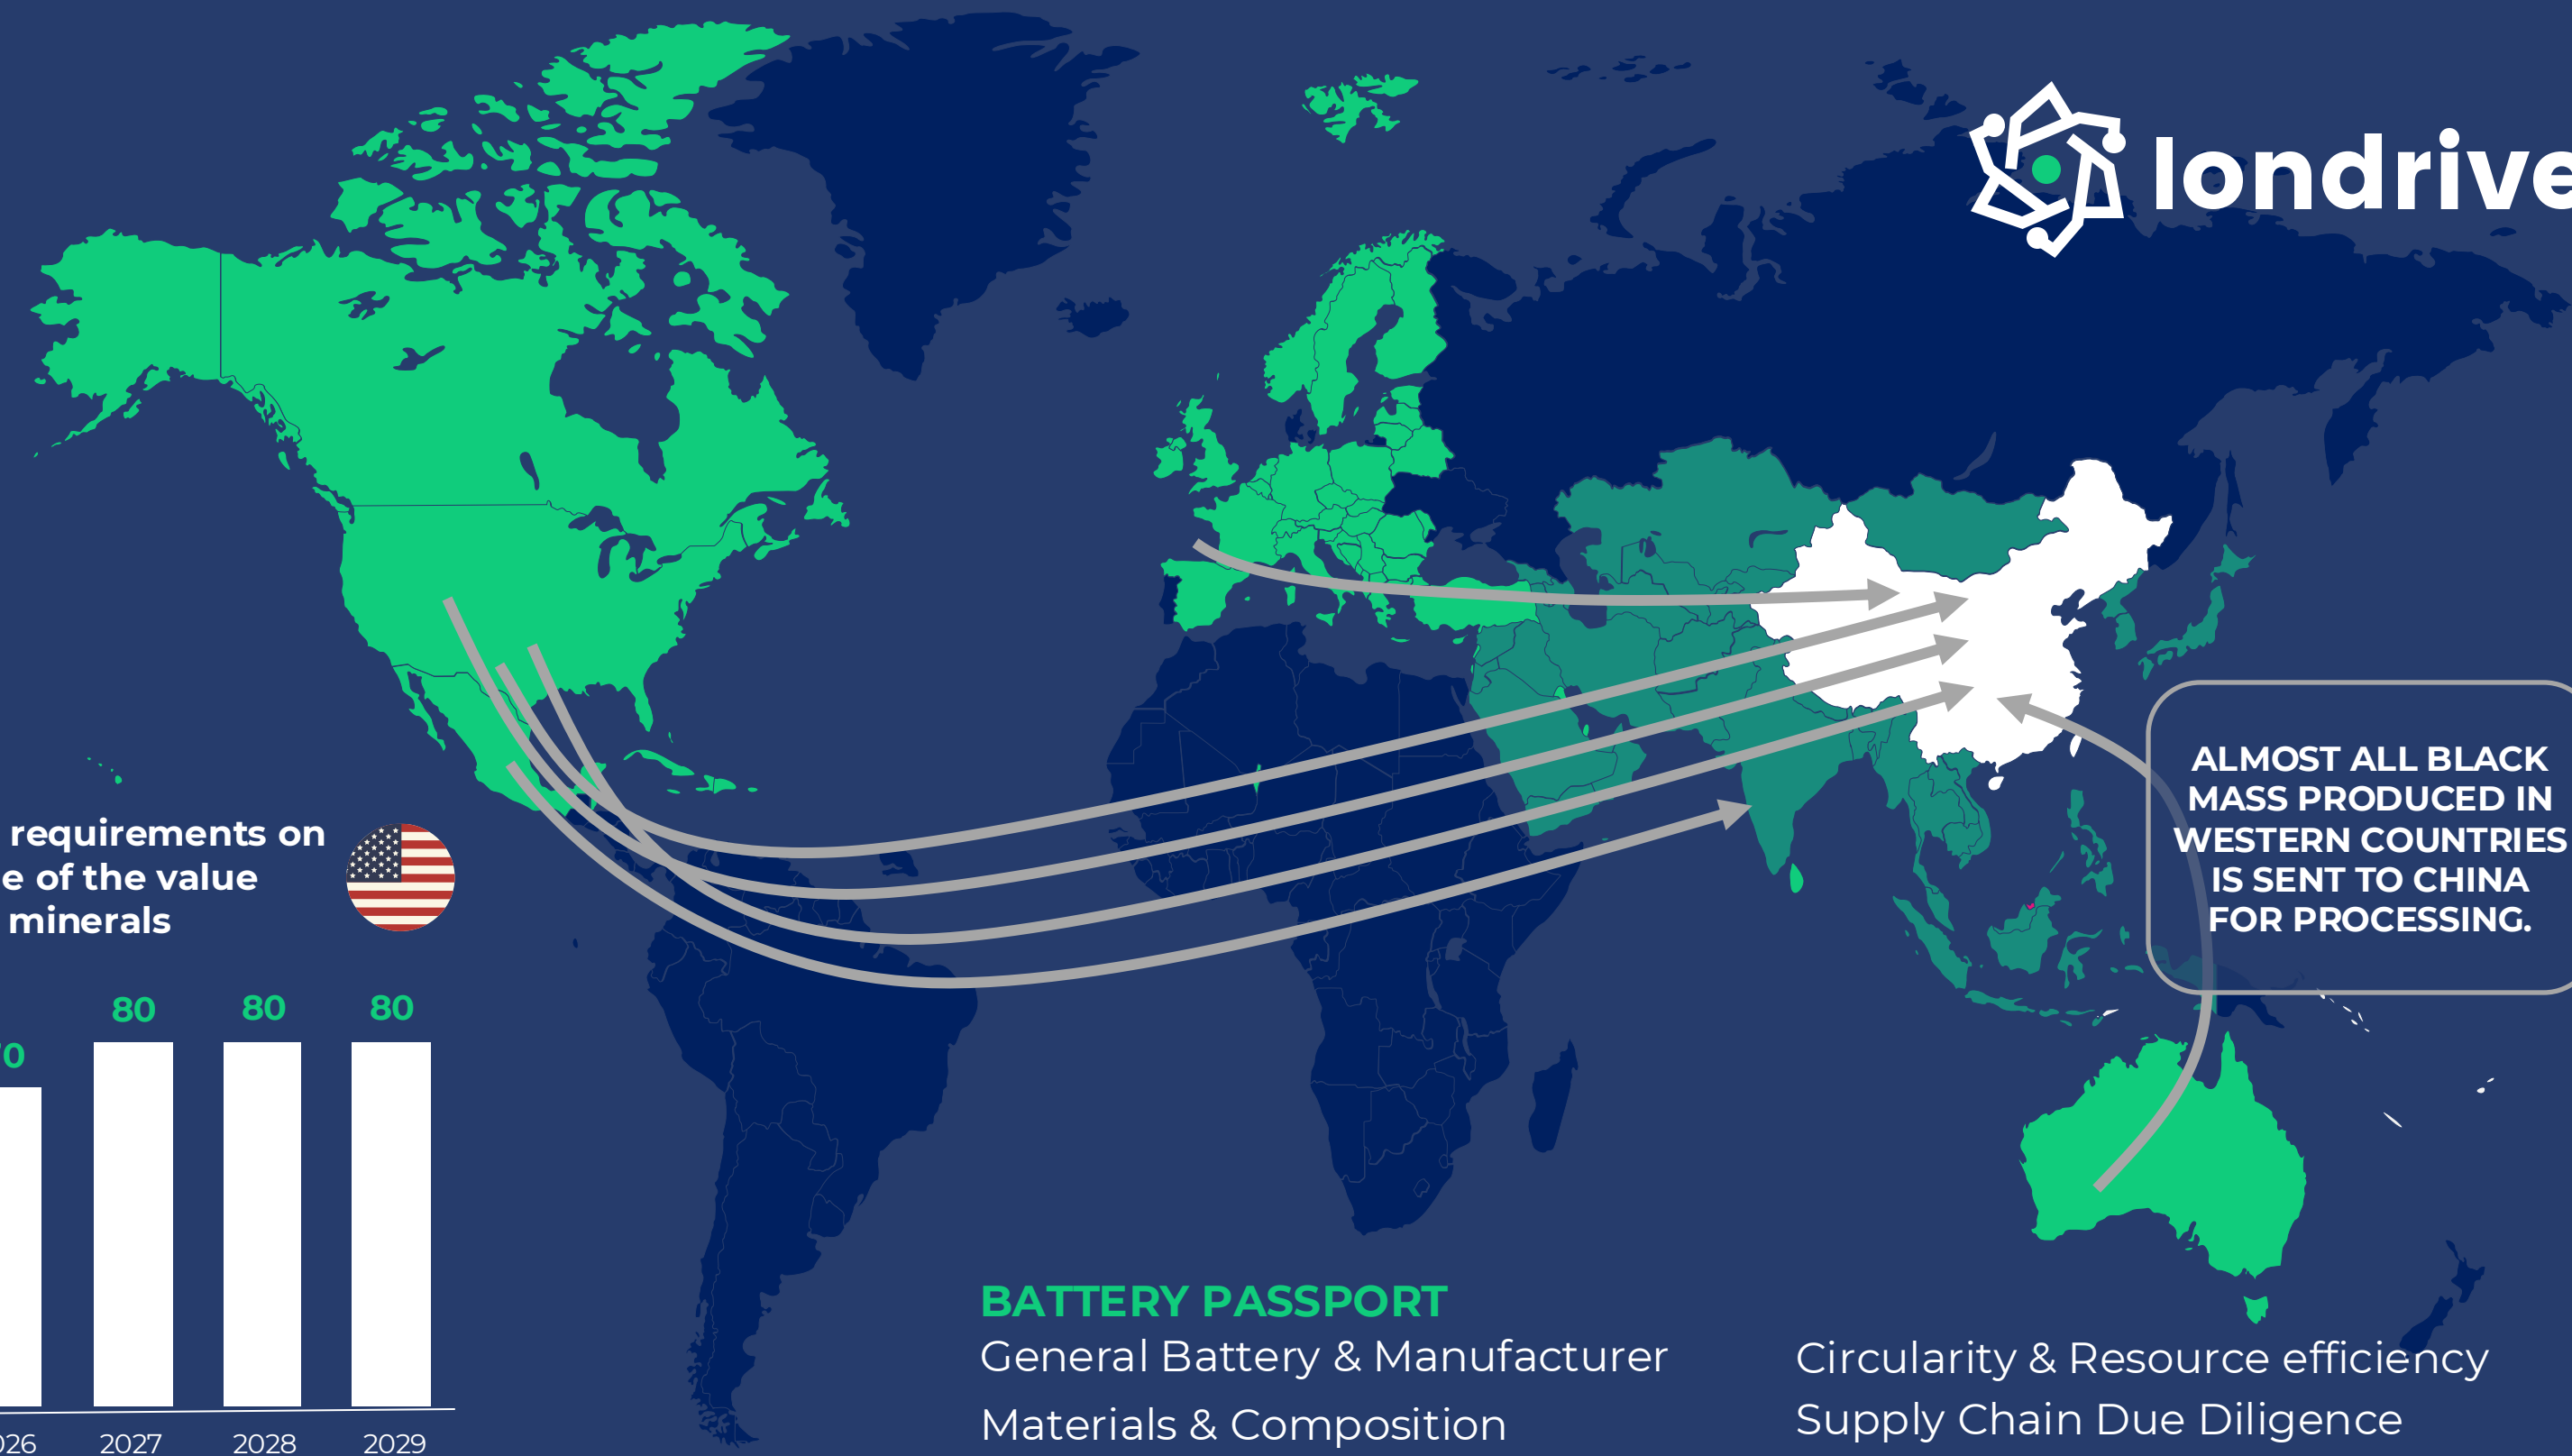 Iondrive
ALMOST ALL BLACK
MASS PRODUCED IN
WESTERN COUNTRIES
IS SENT TO CHINA
FOR PROCESSING.
requirements on
e of the value
minerals
80
80
80
2027
2028
2029
BATTERY PASSPORT
General Battery & Manufacturer
Materials & Composition
Circularity & Resource efficiency
Supply Chain Due Diligence